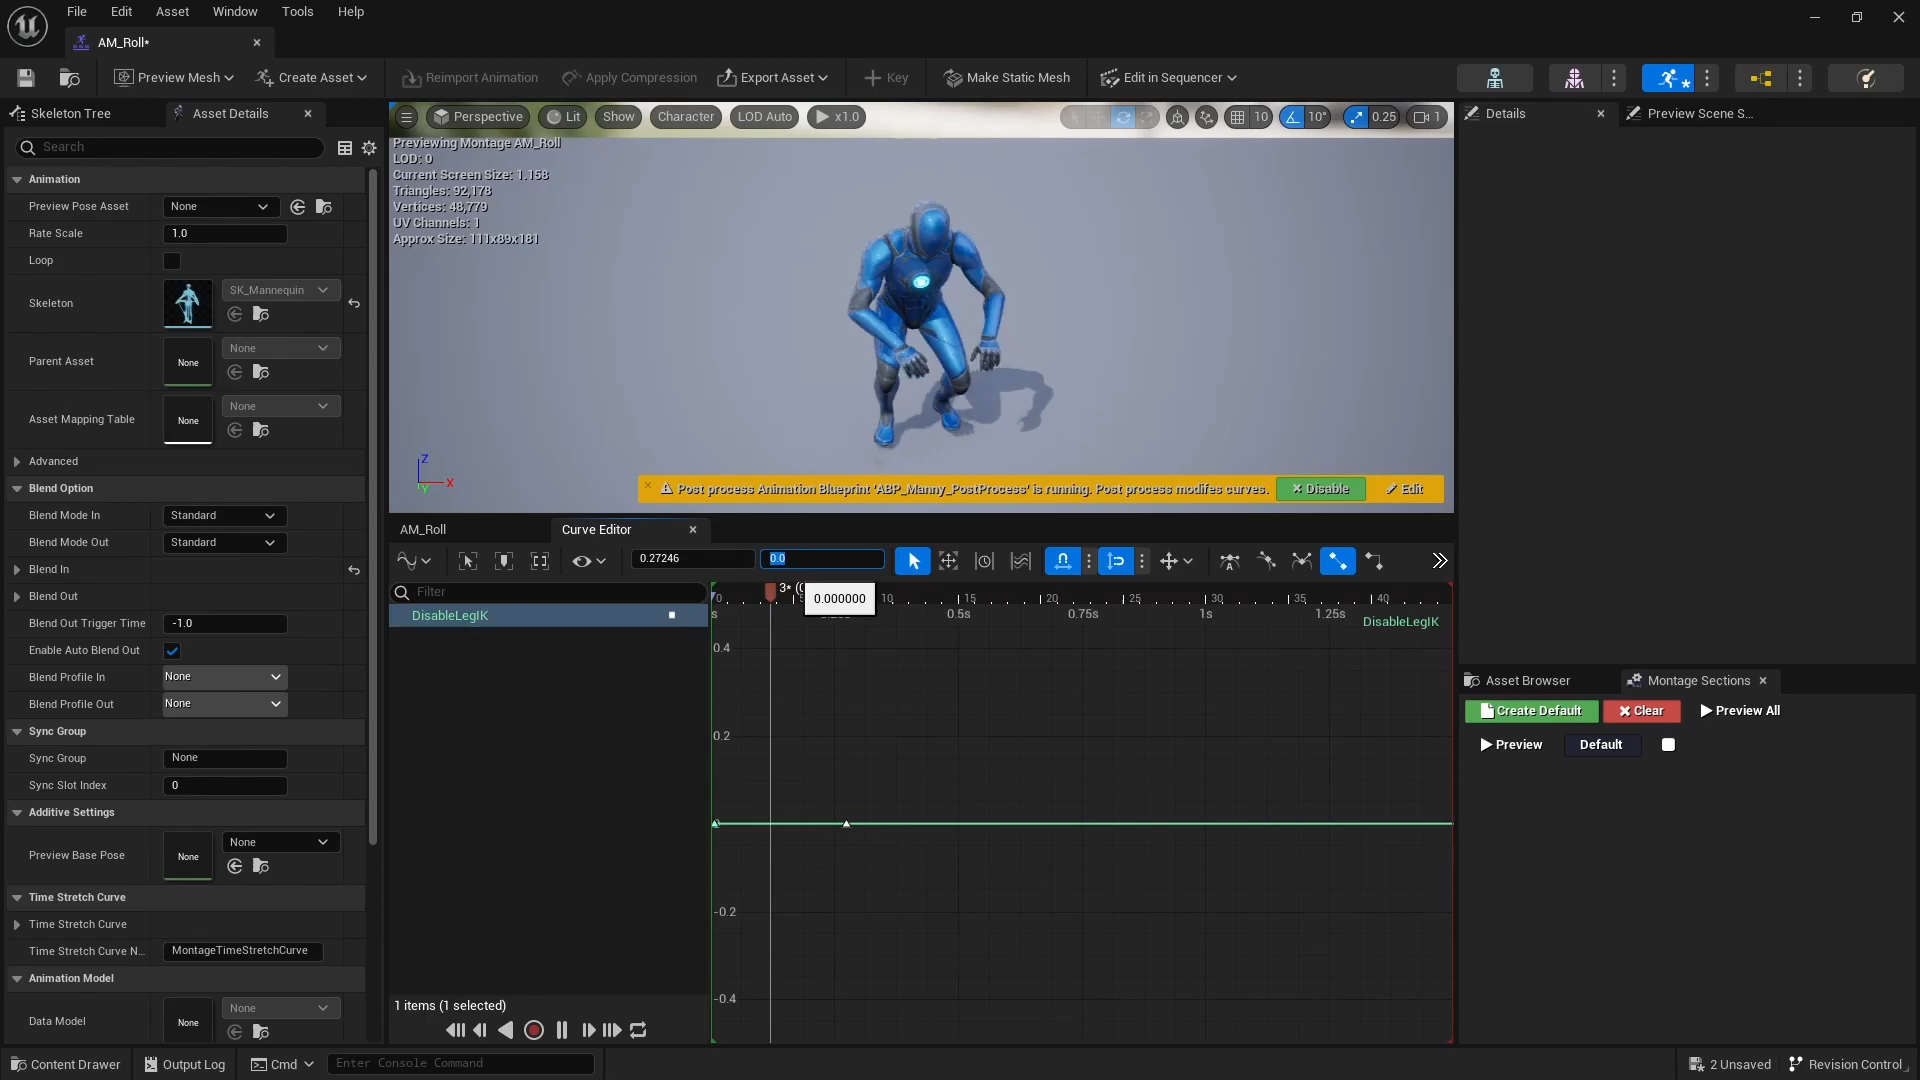 File Edit Asset Window Tools Help
AM_Roll*
Preview Mesh Create Asset Reimport Animation Apply Compression Export Asset Key Make Static Mesh Edit in Sequencer
Skeleton Tree Asset Details
Search
Animation
Preview Pose Asset None
Rate Scale 1.0
Loop
Skeleton SK_Mannequin
Parent Asset None None
Asset Mapping Table None None
Advanced
Blend Option
Blend Mode In Standard
Blend Mode Out Standard
Blend In
Blend Out
Blend Out Trigger Time -1.0
Enable Auto Blend Out
Blend Profile In None
Blend Profile Out None
Sync Group
Sync Group None
Sync Slot Index 0
Additive Settings
Preview Base Pose None None
Time Stretch Curve
Time Stretch Curve
Time Stretch Curve N... MontageTimeStretchCurve
Animation Model
Data Model None None
Perspective Lit Show Character LOD Auto x1.0 10 10° 0.25 1
Previewing Montage AM_Roll
LOD: 0
Current Screen Size: 1.158
Triangles: 92,178
Vertices: 48,779
UV Channels: 1
Approx Size: 111x89x181
Z
X
Y
Post process Animation Blueprint 'ABP_Manny_PostProcess' is running. Post process modifes curves. Disable Edit
AM_Roll Curve Editor
0.27246 0.0
Filter
DisableLegIK
0 3* 10 15 20 25 30 35 40
0.000000
s 0.5s 0.75s 1s 1.25s
DisableLegIK
0.4
0.2
-0.2
-0.4
1 items (1 selected)
Details Preview Scene S...
Asset Browser Montage Sections
Create Default Clear Preview All
Preview Default
Content Drawer Output Log Cmd Enter Console Command 2 Unsaved Revision Control